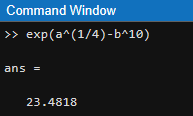 Command Window
>> exp(a^(1/4)-b^10)
ans =
23.4818